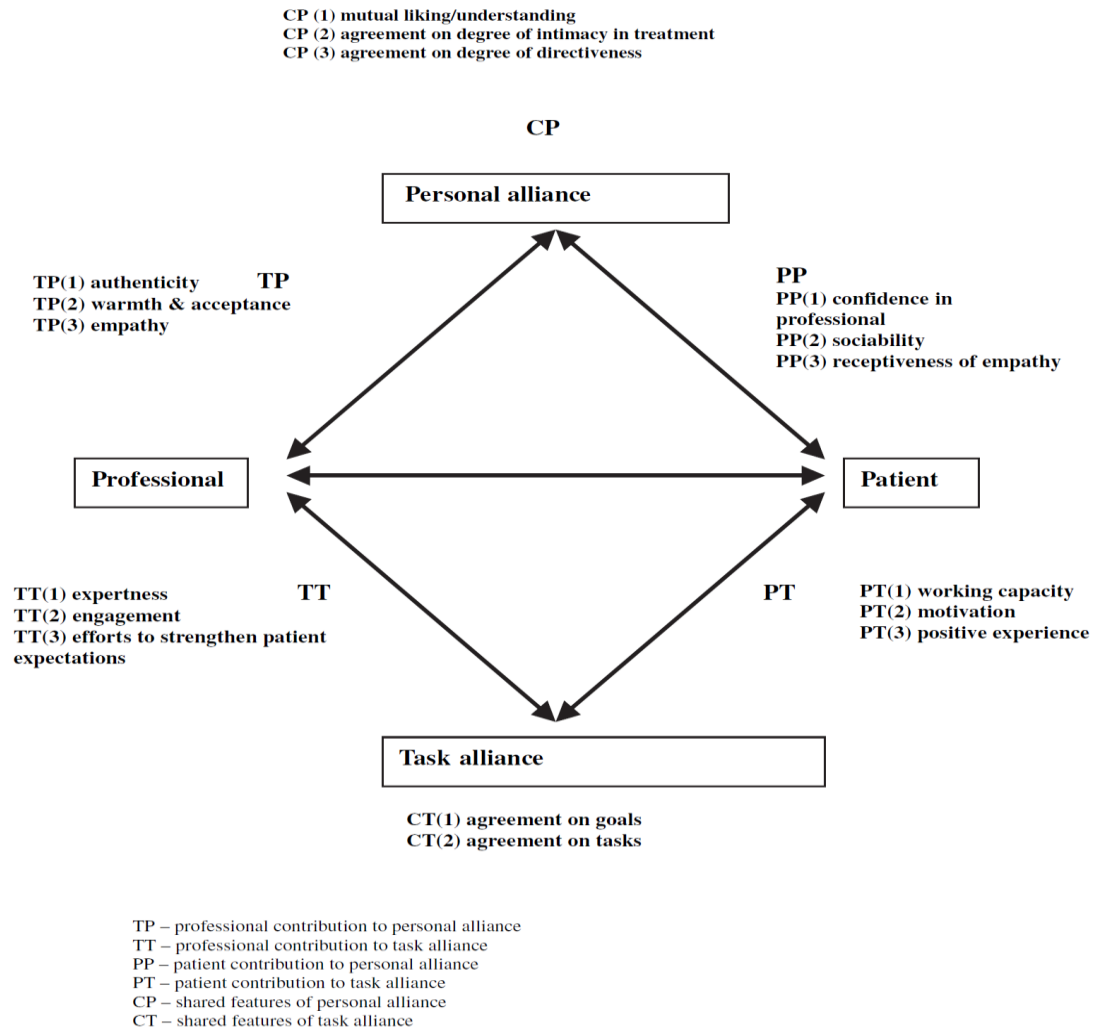 CP (1) mutual liking/understanding
CP (2) agreement on degree of intimacy in treatment
CP (3) agreement on degree of directiveness
CP
Personal alliance
TP(1) authenticity TP
TP(2) warmth & acceptance
TP(3) empathy
PP
PP(1) confidence in
professional
PP(2) sociability
PP(3) receptiveness of empathy
Professional
Patient
TT(1) expertness TT
TT(2) engagement
TT(3) efforts to strengthen patient
expectations
PT PT(1) working capacity
PT(2) motivation
PT(3) positive experience
Task alliance
CT(1) agreement on goals
CT(2) agreement on tasks
TP – professional contribution to personal alliance
TT – professional contribution to task alliance
PP – patient contribution to personal alliance
PT – patient contribution to task alliance
CP – shared features of personal alliance
CT – shared features of task alliance